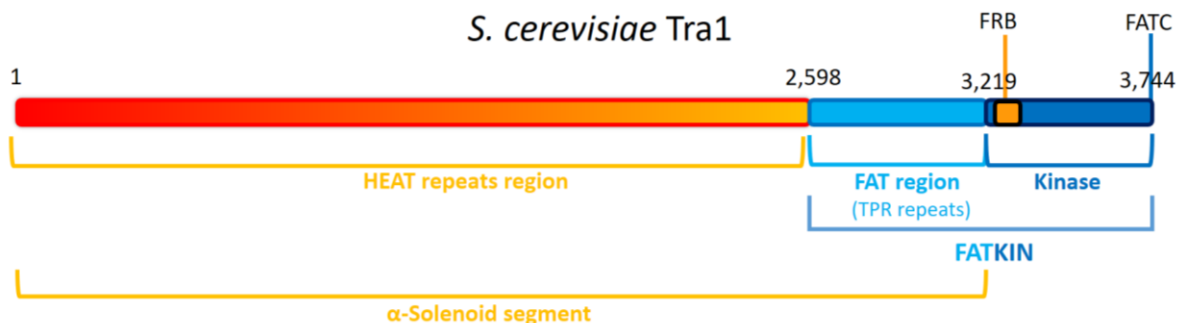 S. cerevisiae Tra1
FRB FATC
1 2,598 3,219 3,744
HEAT repeats region FAT region Kinase
(TPR repeats)
FATKIN
α-Solenoid segment